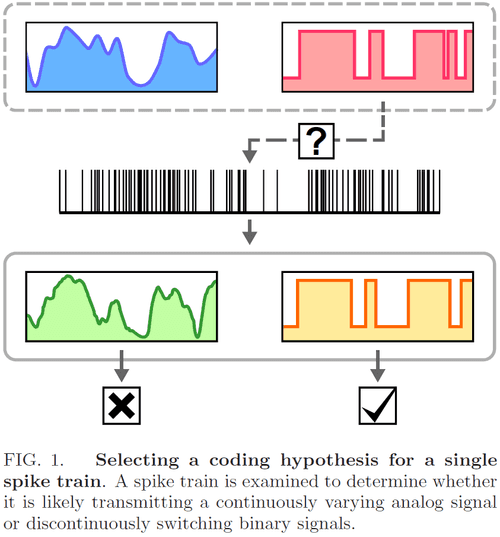 ?
FIG. 1. Selecting a coding hypothesis for a single
spike train. A spike train is examined to determine whether
it is likely transmitting a continuously varying analog signal
or discontinuously switching binary signals.